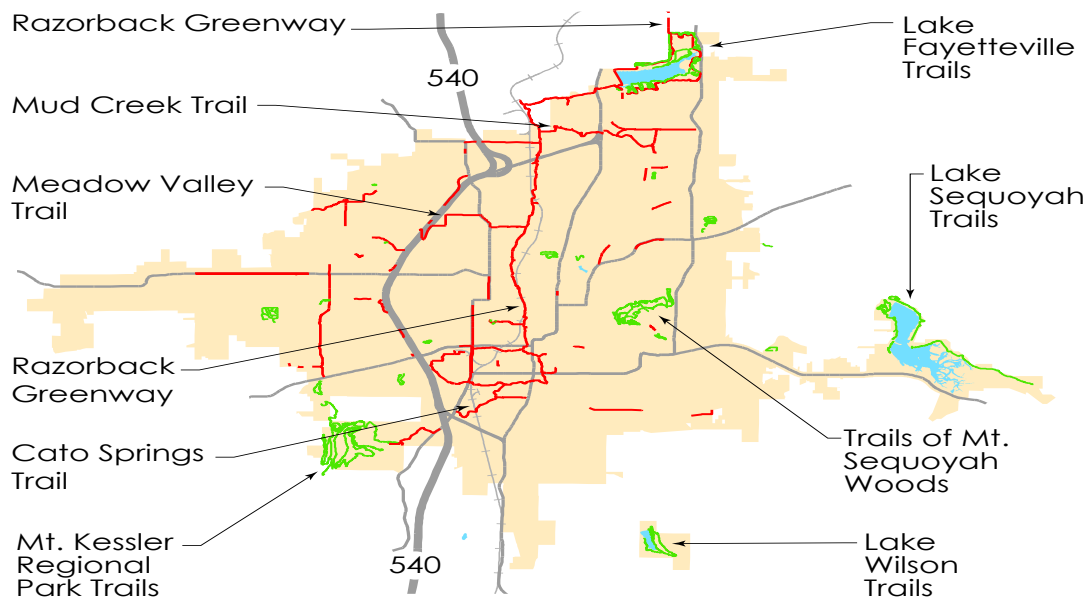 Razorback Greenway
Lake
Fayetteville
Trails
540
Mud Creek Trail
Meadow Valley
Trail
Lake
Sequoyah
Trails
Razorback
Greenway
Cato Springs
Trail
Trails of Mt.
Sequoyah
Woods
Mt. Kessler
Regional
Park Trails
540
Lake
Wilson
Trails